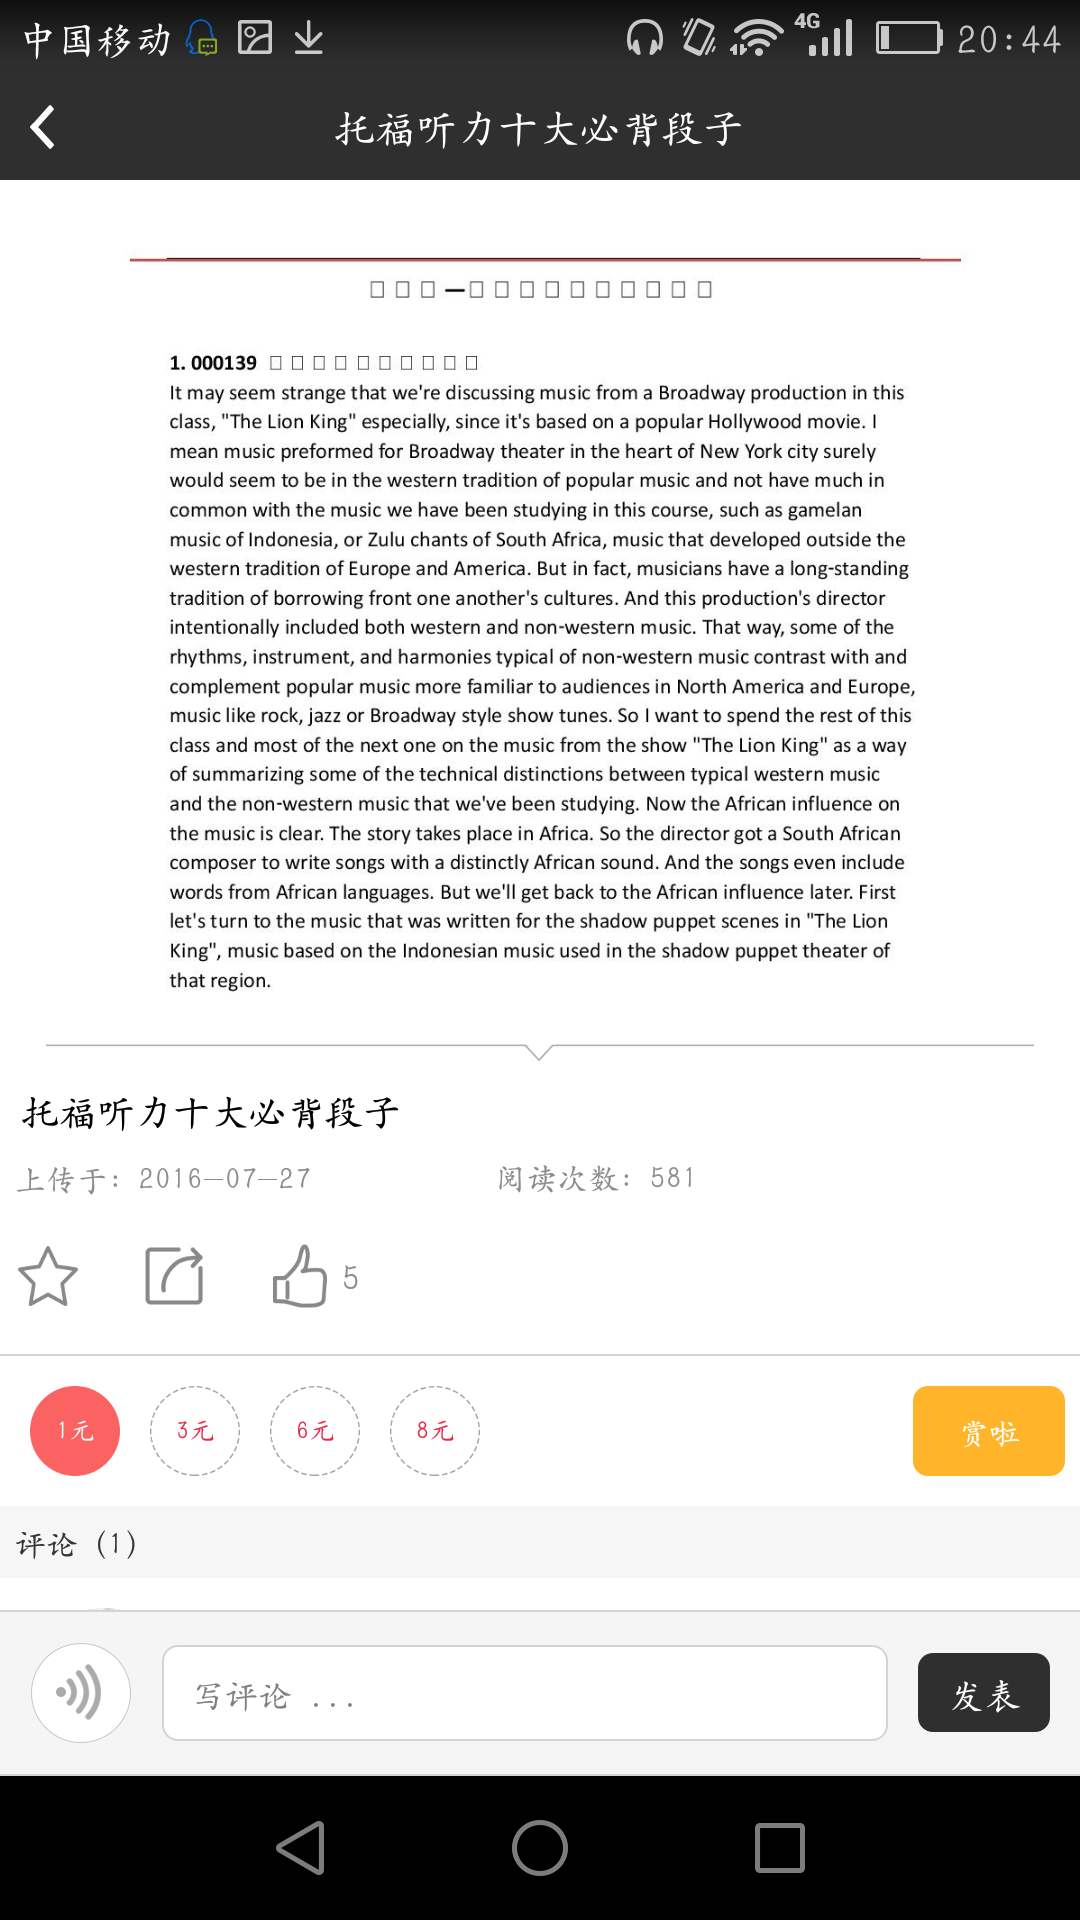 中国移动
4G
20:44
托福听力十大必背段子
□□□—□□□□□□□□□□
1. 000139 □□□□□□□□□□
It may seem strange that we're discussing music from a Broadway production in this
class, "The Lion King" especially, since it's based on a popular Hollywood movie. I
mean music preformed for Broadway theater in the heart of New York city surely
would seem to be in the western tradition of popular music and not have much in
common with the music we have been studying in this course, such as gamelan
music of Indonesia, or Zulu chants of South Africa, music that developed outside the
western tradition of Europe and America. But in fact, musicians have a long-standing
tradition of borrowing front one another's cultures. And this production's director
intentionally included both western and non-western music. That way, some of the
rhythms, instrument, and harmonies typical of non-western music contrast with and
complement popular music more familiar to audiences in North America and Europe,
music like rock, jazz or Broadway style show tunes. So I want to spend the rest of this
class and most of the next one on the music from the show "The Lion King" as a way
of summarizing some of the technical distinctions between typical western music
and the non-western music that we've been studying. Now the African influence on
the music is clear. The story takes place in Africa. So the director got a South African
composer to write songs with a distinctly African sound. And the songs even include
words from African languages. But we'll get back to the African influence later. First
let's turn to the music that was written for the shadow puppet scenes in "The Lion
King", music based on the Indonesian music used in the shadow puppet theater of
that region.
托福听力十大必背段子
上传于: 2016-07-27
阅读次数: 581
5
1元
3元
6元
8元
赏啦
评论 (1)
写评论 ...
发表